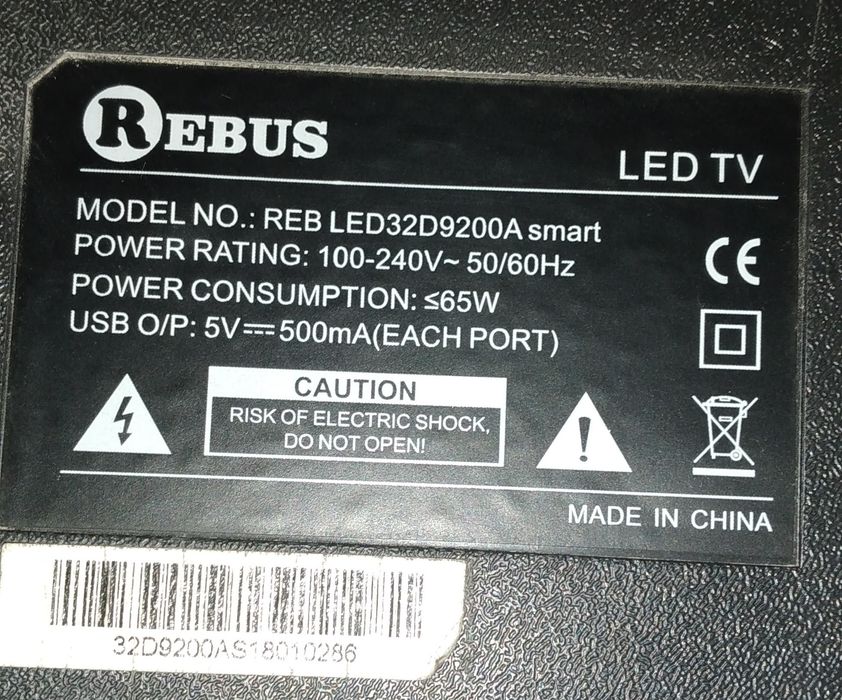 REBUS
LED TV
MODEL NO.: REB LED32D9200A smart
POWER RATING: 100-240V~ 50/60Hz
POWER CONSUMPTION: ≤65W
USB O/P: 5V⎓500mA(EACH PORT)
CE
CAUTION
RISK OF ELECTRIC SHOCK,
DO NOT OPEN!
MADE IN CHINA
32D9200AS18010286